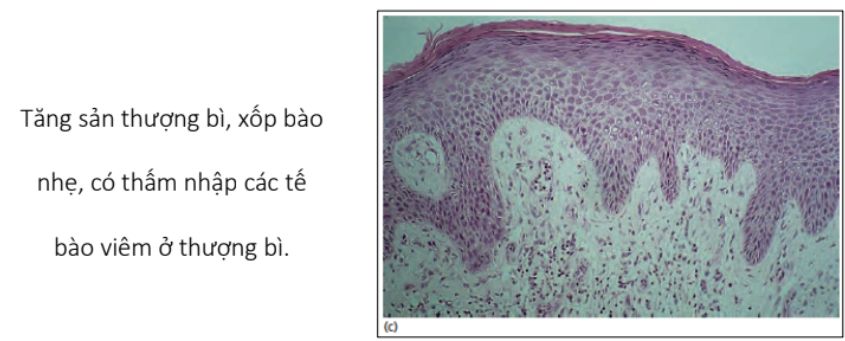 Tăng sản thượng bì, xốp bào
nhẹ, có thấm nhập các tế
bào viêm ở thượng bì.
(c)